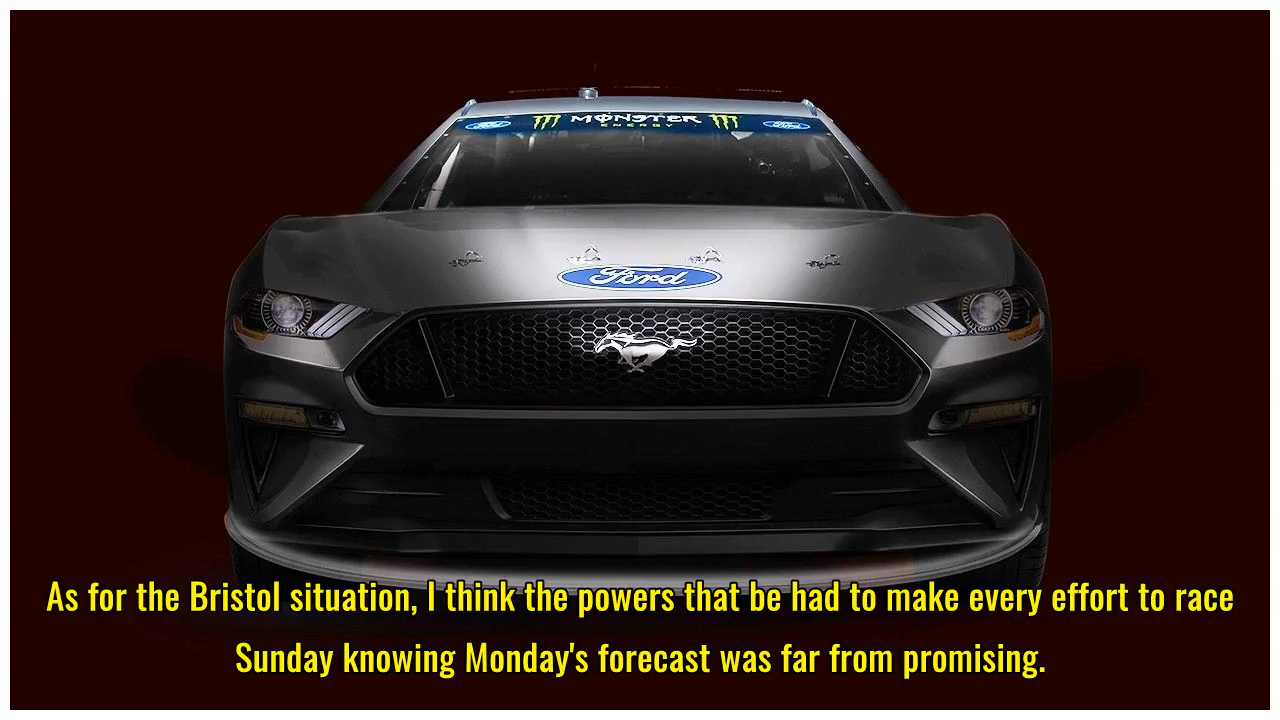 Ford
MONSTER
ENERGY
Ford
Ford
As for the Bristol situation, I think the powers that be had to make every effort to race
Sunday knowing Monday's forecast was far from promising.